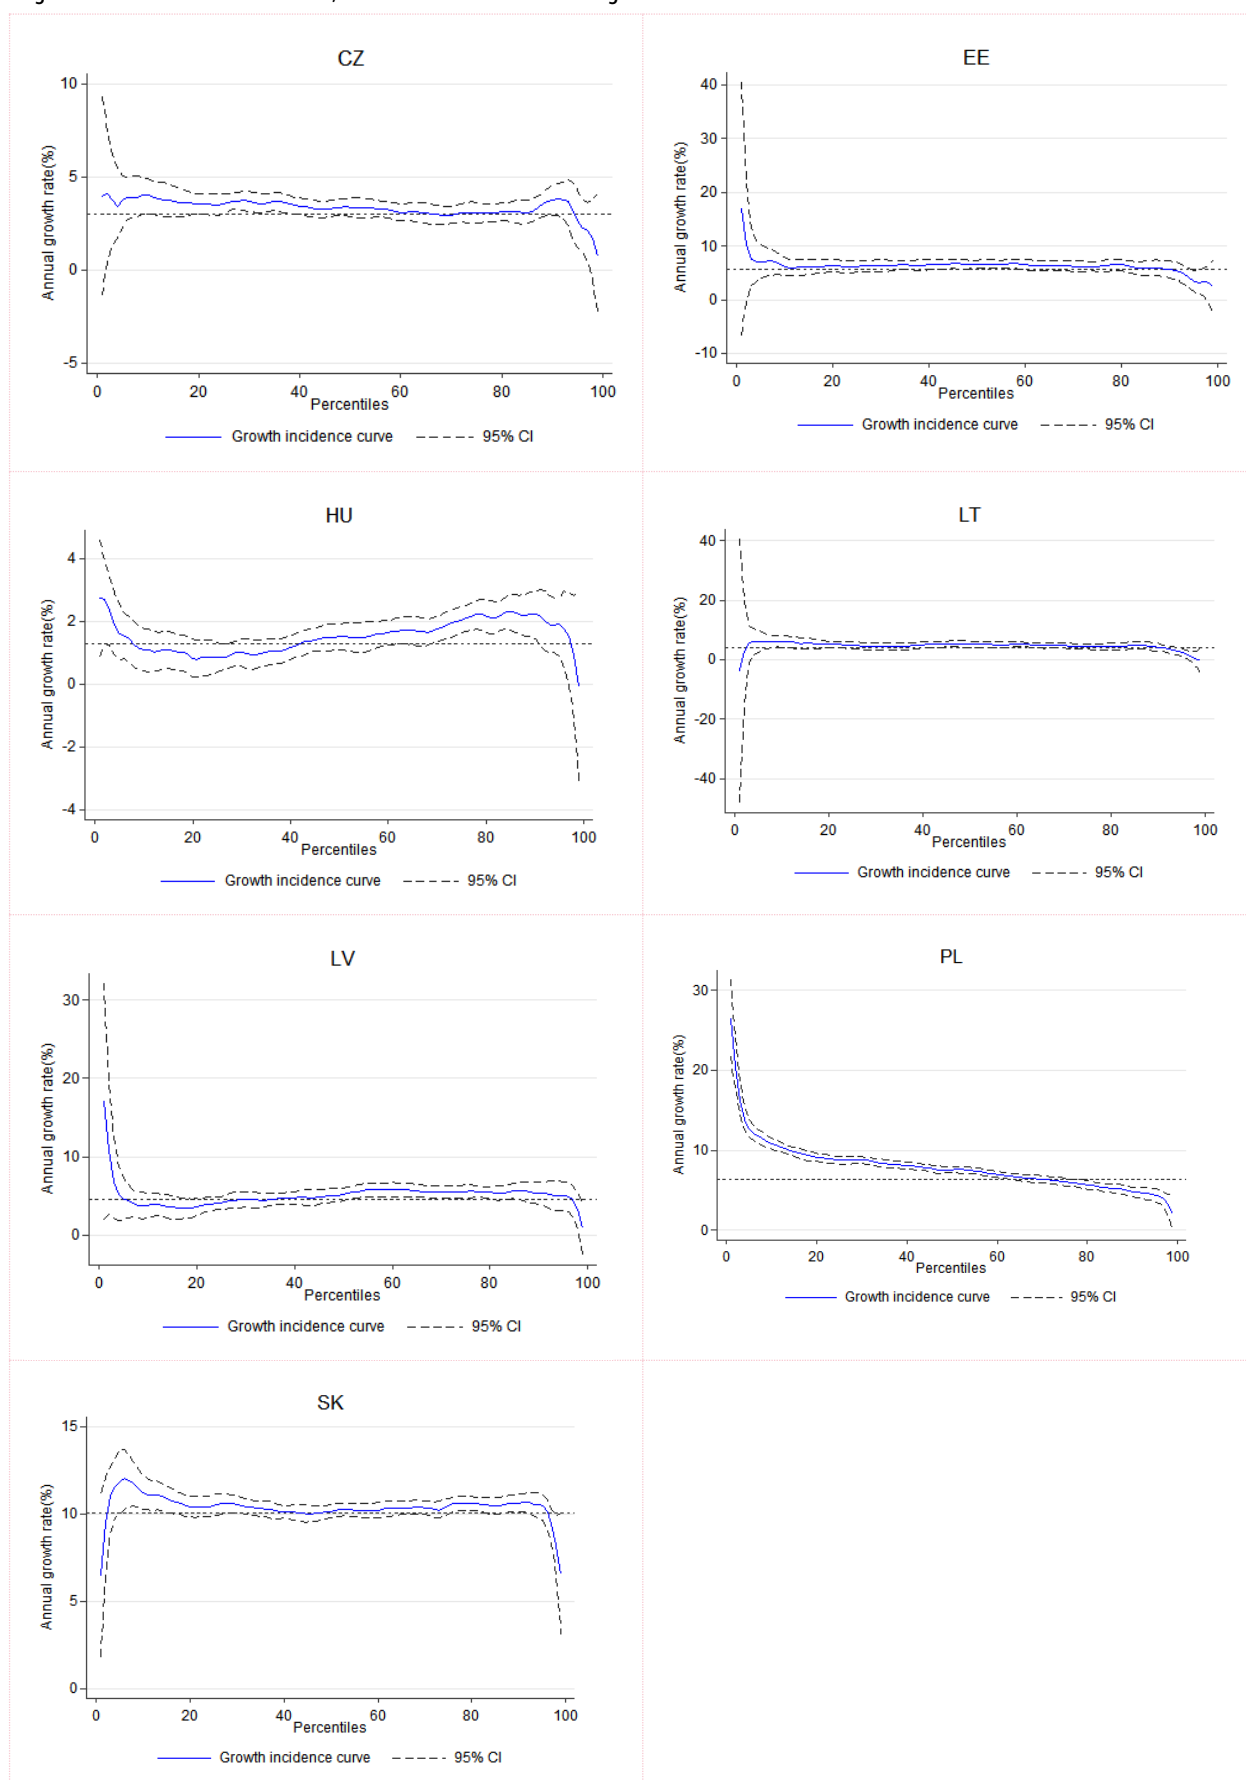 CZ
Annual growth rate(%)
10
5
0
-5
0 20 40 60 80 100
Percentiles
Growth incidence curve 95% CI
EE
Annual growth rate(%)
40
30
20
10
0
-10
0 20 40 60 80 100
Percentiles
Growth incidence curve 95% CI
HU
Annual growth rate(%)
4
2
0
-2
-4
0 20 40 60 80 100
Percentiles
Growth incidence curve 95% CI
LT
Annual growth rate(%)
40
20
0
-20
-40
0 20 40 60 80 100
Percentiles
Growth incidence curve 95% CI
LV
Annual growth rate(%)
30
20
10
0
0 20 40 60 80 100
Percentiles
Growth incidence curve 95% CI
PL
Annual growth rate(%)
30
20
10
0
0 20 40 60 80 100
Percentiles
Growth incidence curve 95% CI
SK
Annual growth rate(%)
15
10
5
0
0 20 40 60 80 100
Percentiles
Growth incidence curve 95% CI